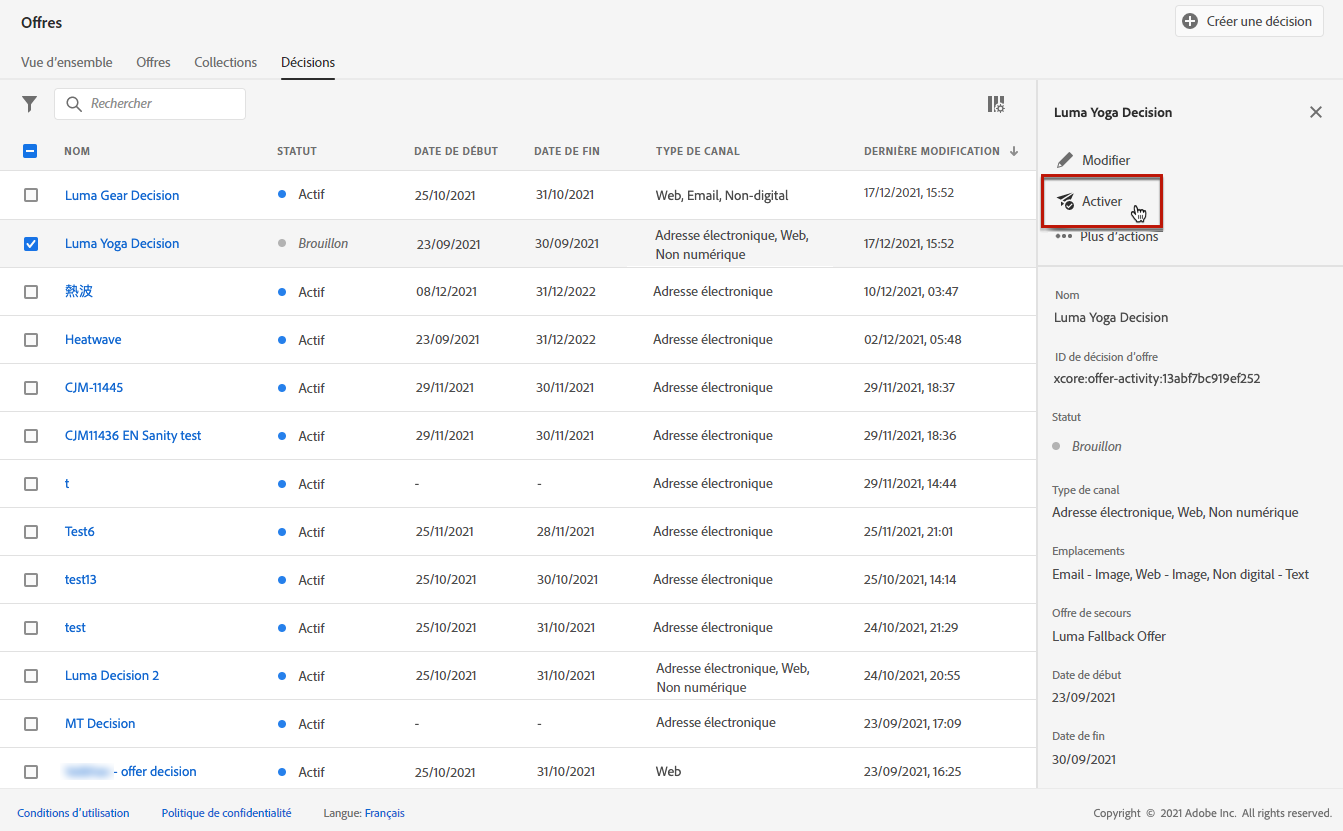 Offres
Créer une décision
Vue d'ensemble Offres Collections Décisions
Rechercher
NOM STATUT DATE DE DÉBUT DATE DE FIN TYPE DE CANAL DERNIÈRE MODIFICATION
Luma Gear Decision Actif 25/10/2021 31/10/2021 Web, Email, Non-digital 17/12/2021, 15:52
Luma Yoga Decision Brouillon 23/09/2021 30/09/2021 Adresse électronique, Web, 17/12/2021, 15:52
Non numérique
熱波 Actif 08/12/2021 31/12/2022 Adresse électronique 10/12/2021, 03:47
Heatwave Actif 23/09/2021 31/12/2022 Adresse électronique 02/12/2021, 05:48
CJM-11445 Actif 29/11/2021 30/11/2021 Adresse électronique 29/11/2021, 18:37
CJM11436 EN Sanity test Actif 29/11/2021 30/11/2021 Adresse électronique 29/11/2021, 18:36
t Actif - - Adresse électronique 29/11/2021, 14:44
Test6 Actif 25/11/2021 28/11/2021 Adresse électronique 25/11/2021, 21:01
test13 Actif 25/10/2021 30/10/2021 Adresse électronique 25/10/2021, 14:14
test Actif 25/10/2021 31/10/2021 Adresse électronique 24/10/2021, 21:29
Luma Decision 2 Actif 25/10/2021 31/10/2021 Adresse électronique, Web, 24/10/2021, 20:55
Non numérique
MT Decision Actif - - Adresse électronique 23/09/2021, 17:09
- offer decision Actif 25/10/2021 31/10/2021 Web 23/09/2021, 16:25
Luma Yoga Decision
Modifier
Activer
Plus d'actions
Nom
Luma Yoga Decision
ID de décision d'offre
xcore:offer-activity:13abf7bc919ef252
Statut
Brouillon
Type de canal
Adresse électronique, Web, Non numérique
Emplacements
Email - Image, Web - Image, Non digital - Text
Offre de secours
Luma Fallback Offer
Date de début
23/09/2021
Date de fin
30/09/2021
Conditions d'utilisation Politique de confidentialité Langue: Français Copyright © 2021 Adobe Inc. All rights reserved.